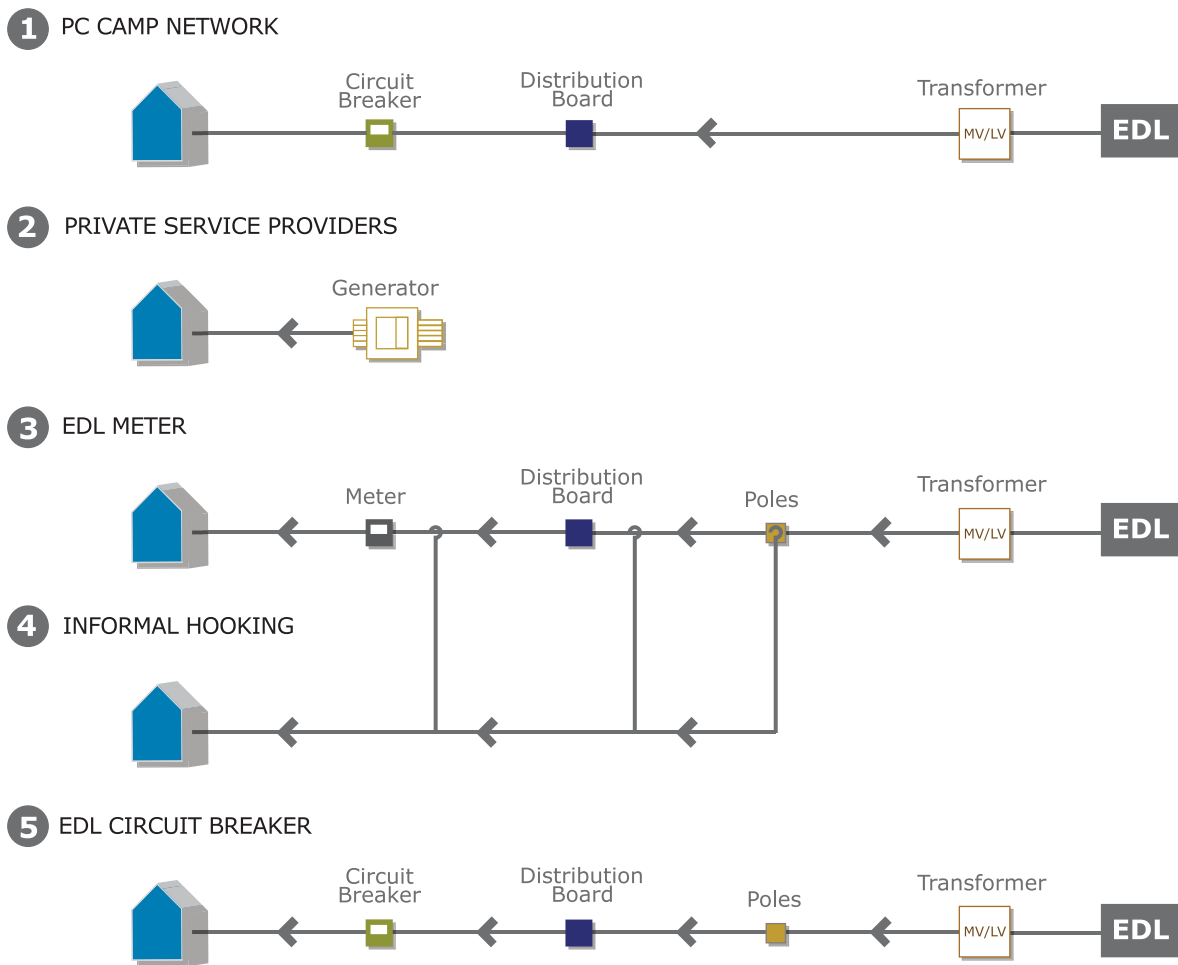 1 PC CAMP NETWORK
Circuit
Breaker
Distribution
Board
Transformer
MV/LV
EDL
2 PRIVATE SERVICE PROVIDERS
Generator
3 EDL METER
Meter
Distribution
Board
Poles
Transformer
MV/LV
EDL
4 INFORMAL HOOKING
5 EDL CIRCUIT BREAKER
Circuit
Breaker
Distribution
Board
Poles
Transformer
MV/LV
EDL